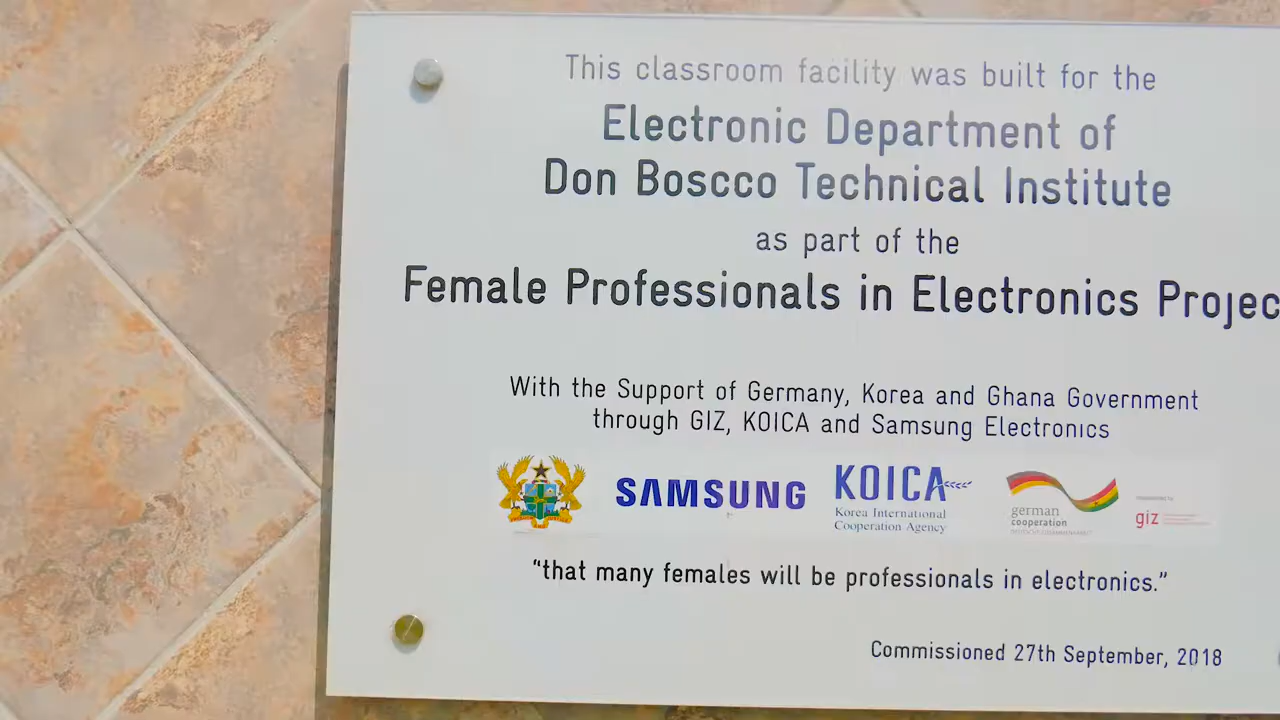 This classroom facility was built for the
Electronic Department of
Don Boscco Technical Institute
as part of the
Female Professionals in Electronics Projec
With the Support of Germany, Korea and Ghana Government
through GIZ, KOICA and Samsung Electronics
SAMSUNG
KOICA
Korea International
Cooperation Agency
german
cooperation
giz
"that many females will be professionals in electronics."
Commissioned 27th September, 2018